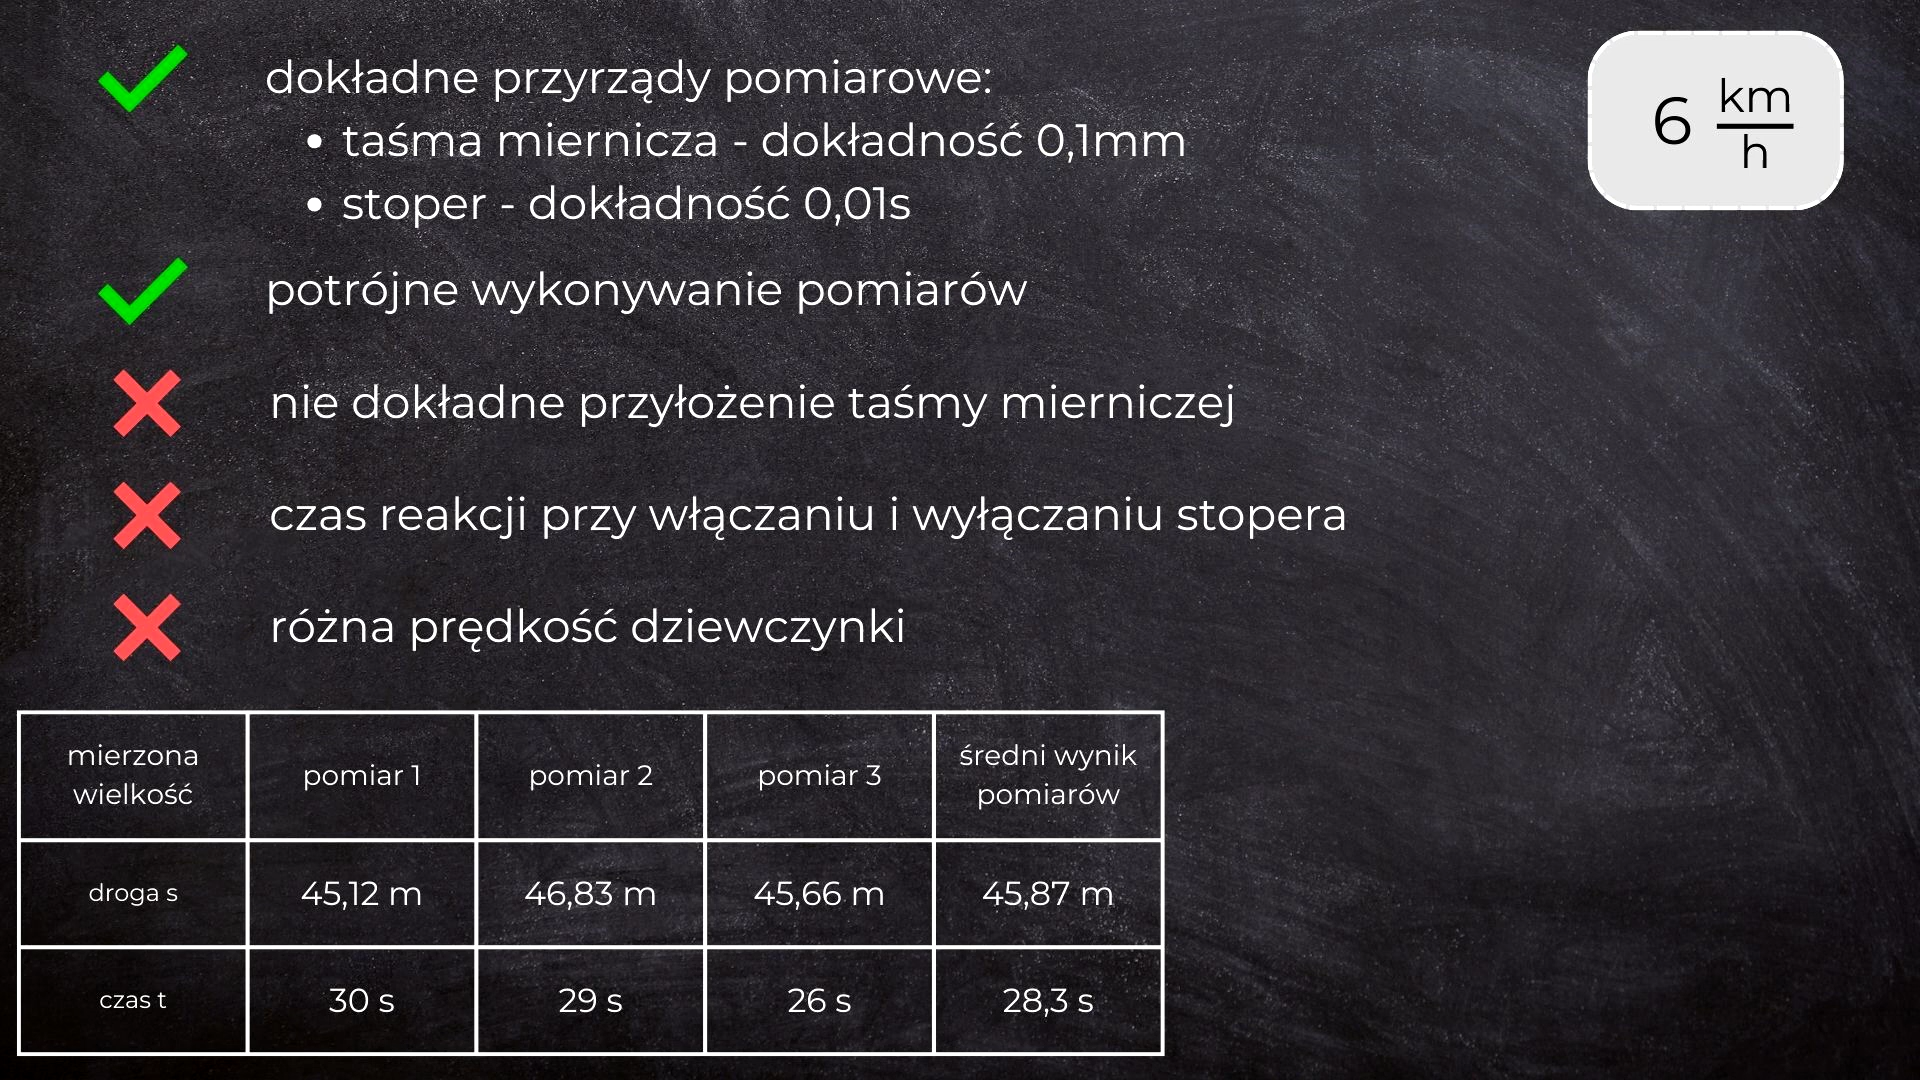 dokładne przyrządy pomiarowe:
• taśma miernicza - dokładność 0,1mm
• stoper - dokładność 0,01s
potrójne wykonywanie pomiarów
nie dokładne przyłożenie taśmy mierniczej
czas reakcji przy włączaniu i wyłączaniu stopera
różna prędkość dziewczynki
6 km
h
mierzona
wielkość
pomiar 1
pomiar 2
pomiar 3
średni wynik
pomiarów
droga s
45,12 m
46,83 m
45,66 m
45,87 m
czas t
30 s
29 s
26 s
28,3 s